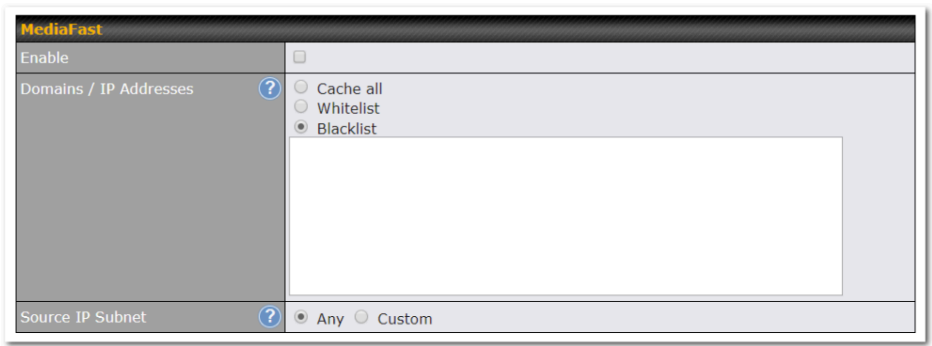 MediaFast
Enable
Domains / IP Addresses ?
Cache all
Whitelist
Blacklist
Source IP Subnet ? Any Custom